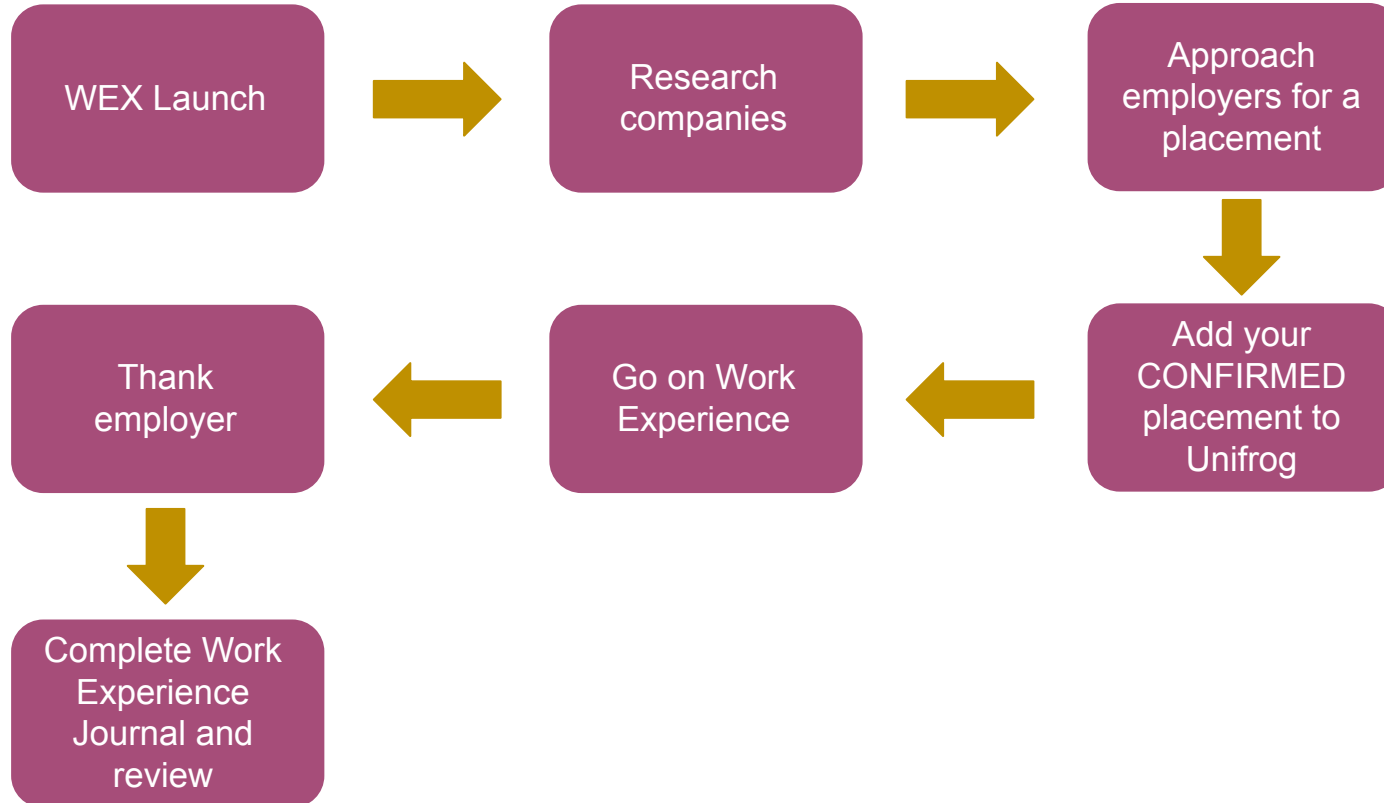 WEX Launch
Research
companies
Approach
employers for a
placement
Add your
CONFIRMED
placement to
Unifrog
Go on Work
Experience
Thank
employer
Complete Work
Experience
Journal and
review